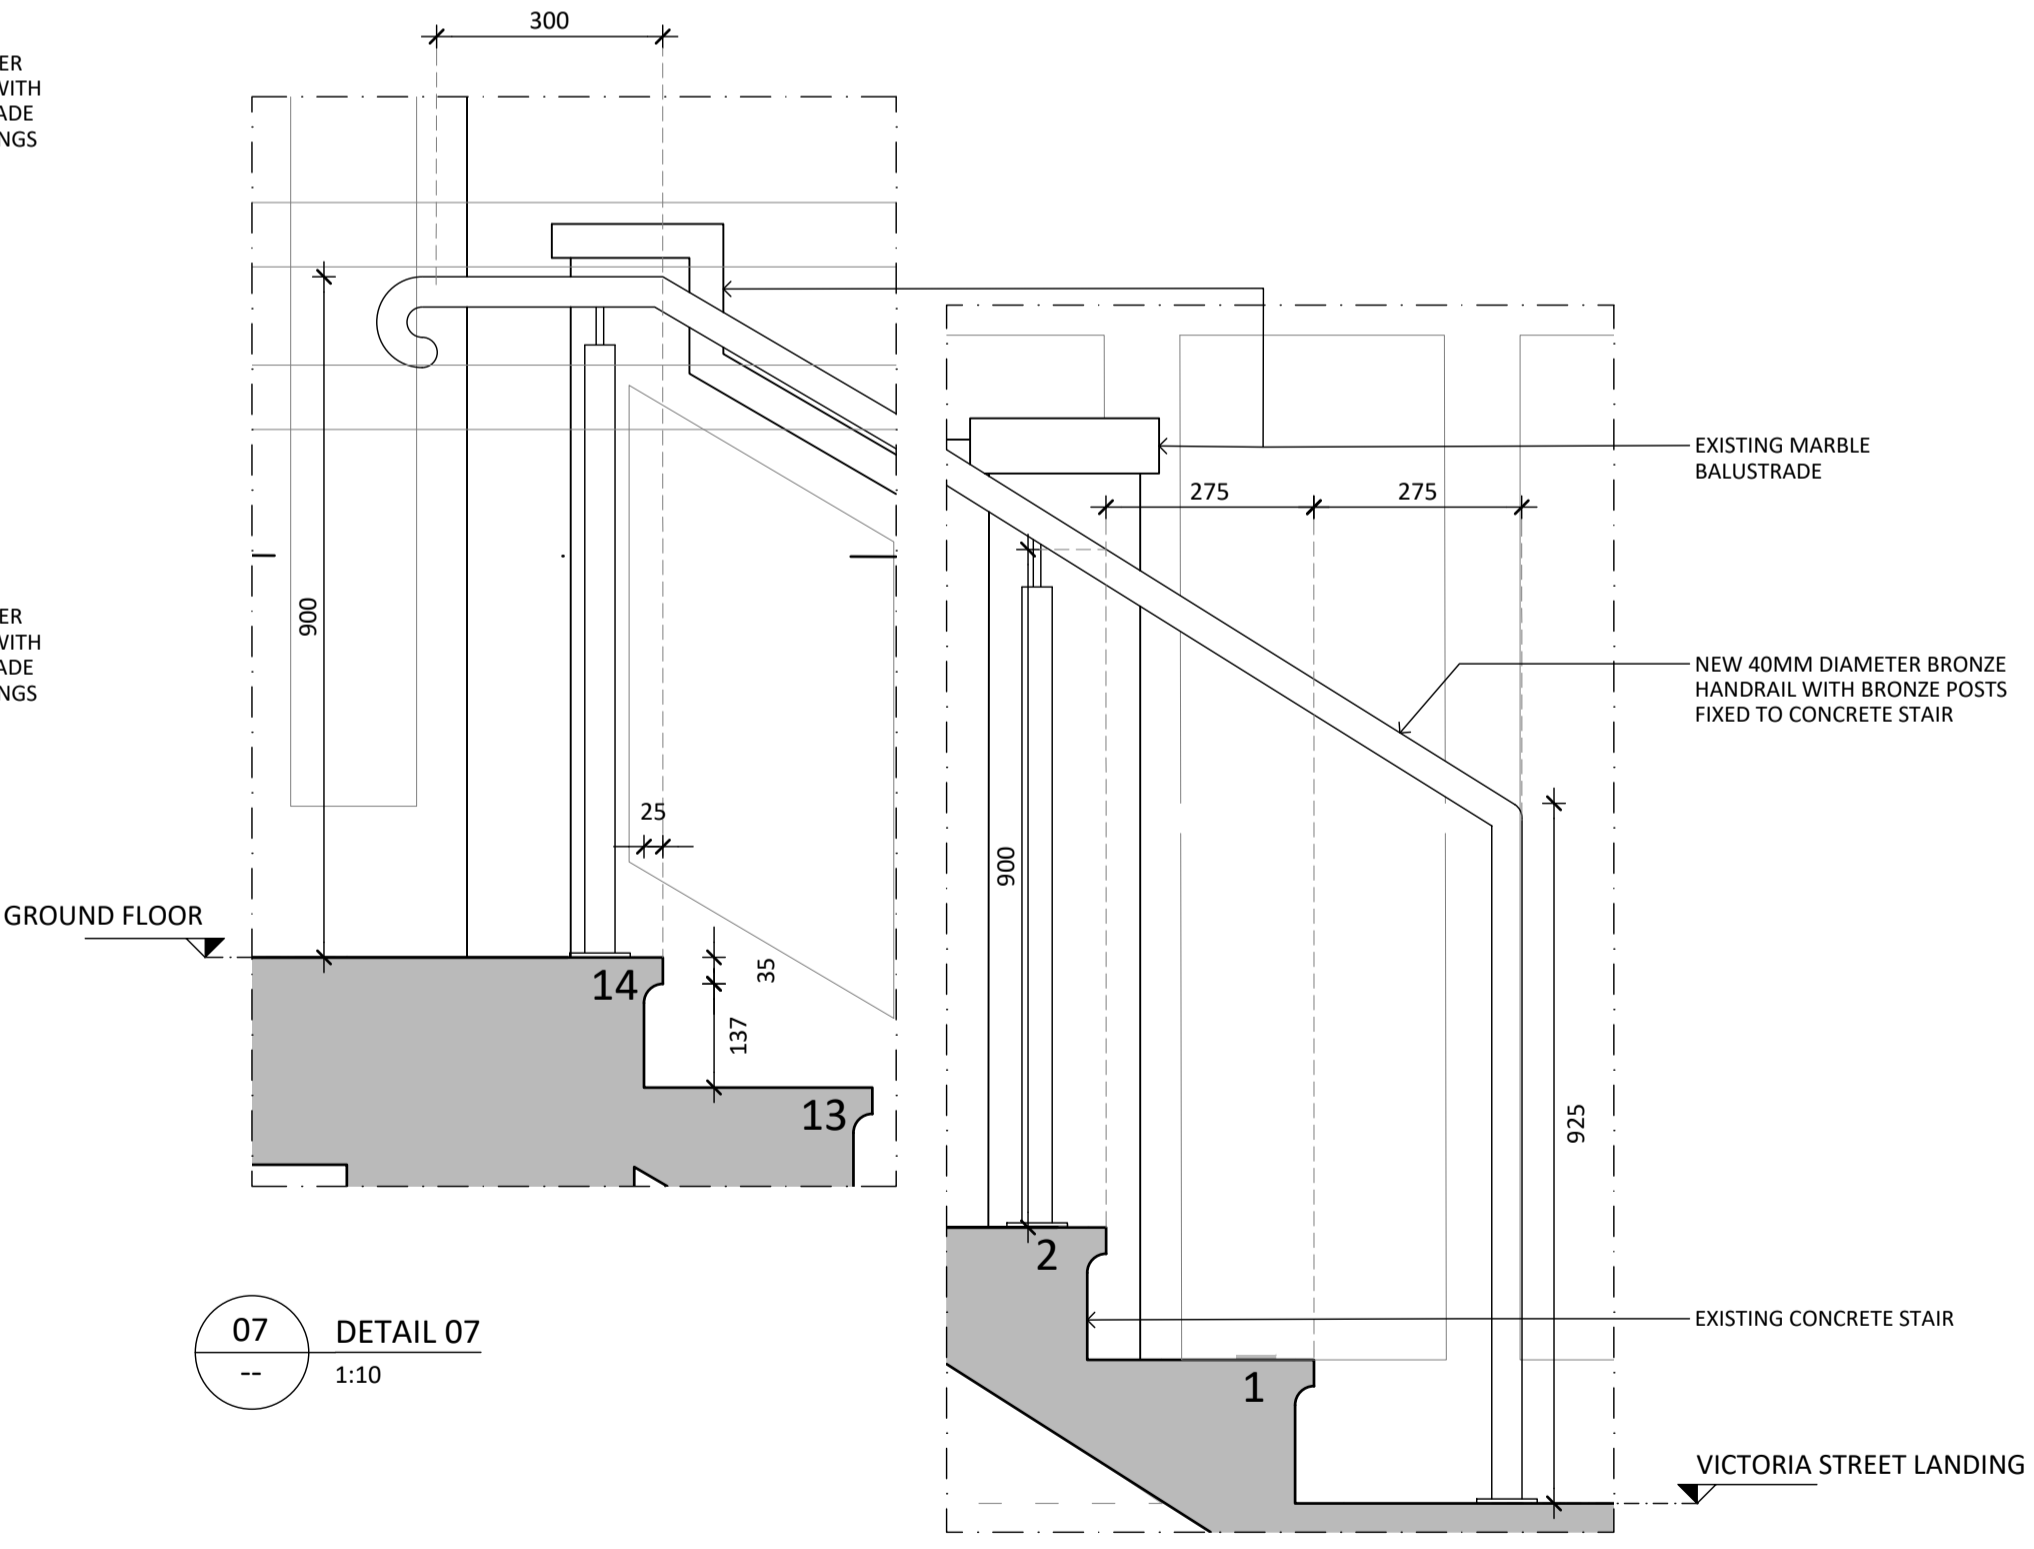 300
ER
WITH
ADE
NGS
EXISTING MARBLE
BALUSTRADE
275
275
900
ER
WITH
ADE
NGS
NEW 40MM DIAMETER BRONZE
HANDRAIL WITH BRONZE POSTS
FIXED TO CONCRETE STAIR
25
900
GROUND FLOOR
14
35
137
13
925
2
07
--
DETAIL 07
1:10
EXISTING CONCRETE STAIR
1
VICTORIA STREET LANDING